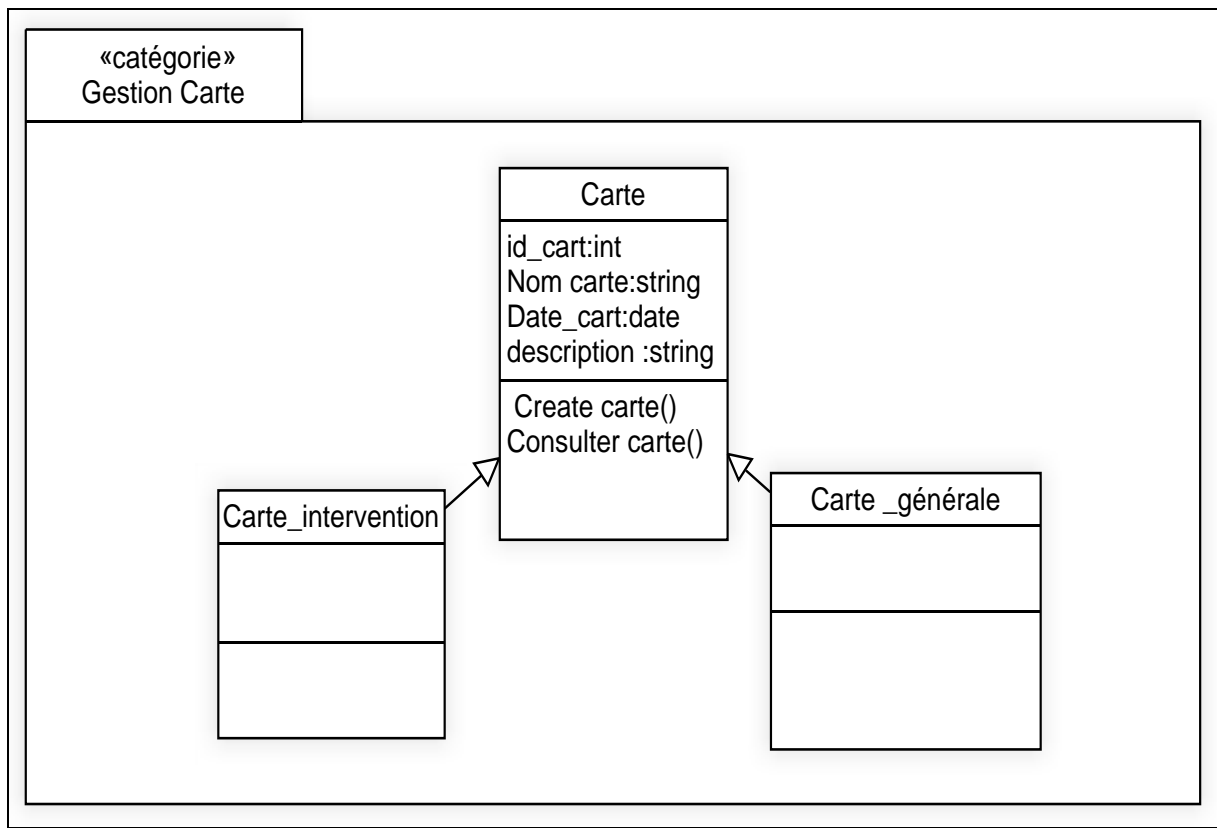 «catégorie»
Gestion Carte
Carte
id_cart:int
Nom carte:string
Date_cart:date
description :string
Create carte()
Consulter carte()
Carte_intervention
Carte _générale